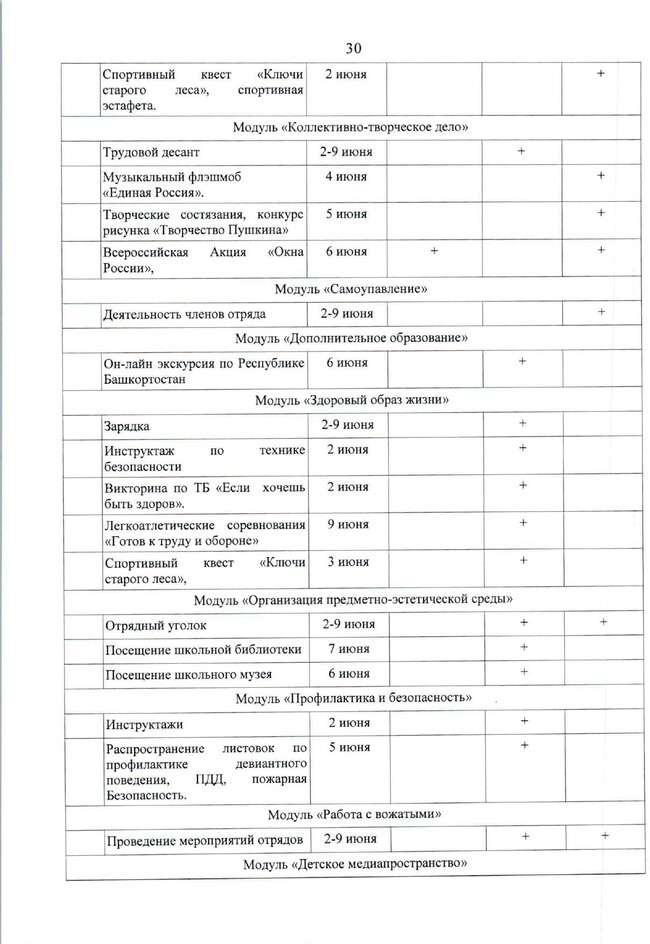 30
Спортивный квест «Ключи 2 июня +
старого леса», спортивная
эстафета.
Модуль «Коллективно-творческое дело»
Трудовой десант 2-9 июня +
Музыкальный флэшмоб 4 июня +
«Единая Россия».
Творческие состязания, конкурс 5 июня +
рисунка «Творчество Пушкина»
Всероссийская Акция «Окна 6 июня + +
России»,
Модуль «Самоупавление»
Деятельность членов отряда 2-9 июня +
Модуль «Дополнительное образование»
Он-лайн экскурсия по Республике 6 июня +
Башкортостан
Модуль «Здоровый образ жизни»
Зарядка 2-9 июня +
Инструктаж по технике 2 июня +
безопасности
Викторина по ТБ «Если хочешь 2 июня +
быть здоров».
Легкоатлетические соревнования 9 июня +
«Готов к труду и обороне»
Спортивный квест «Ключи 3 июня +
старого леса»,
Модуль «Организация предметно-эстетической среды»
Отрядный уголок 2-9 июня + +
Посещение школьной библиотеки 7 июня +
Посещение школьного музея 6 июня +
Модуль «Профилактика и безопасность»
Инструктажи 2 июня +
Распространение листовок по 5 июня +
профилактике девиантного
поведения, ПДД, пожарная
Безопасность.
Модуль «Работа с вожатыми»
Проведение мероприятий отрядов 2-9 июня + +
Модуль «Детское медиапространство»